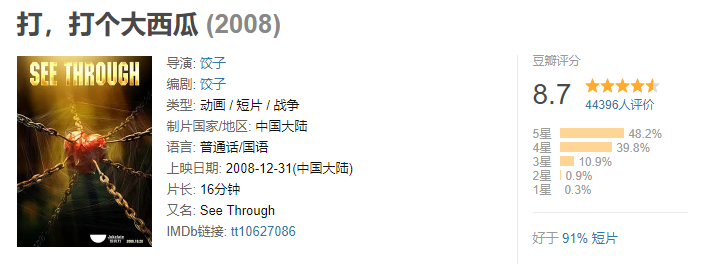 打，打个大西瓜 (2008)
SEE THROUGH
导演: 饺子
编剧: 饺子
类型: 动画 / 短片 / 战争
制片国家/地区: 中国大陆
语言: 普通话/国语
上映日期: 2008-12-31(中国大陆)
片长: 16分钟
又名: See Through
IMDb链接: tt10627086
豆瓣评分
8.7
44396人评价
5星 48.2%
4星 39.8%
3星 10.9%
2星 0.9%
1星 0.3%
好于 91% 短片